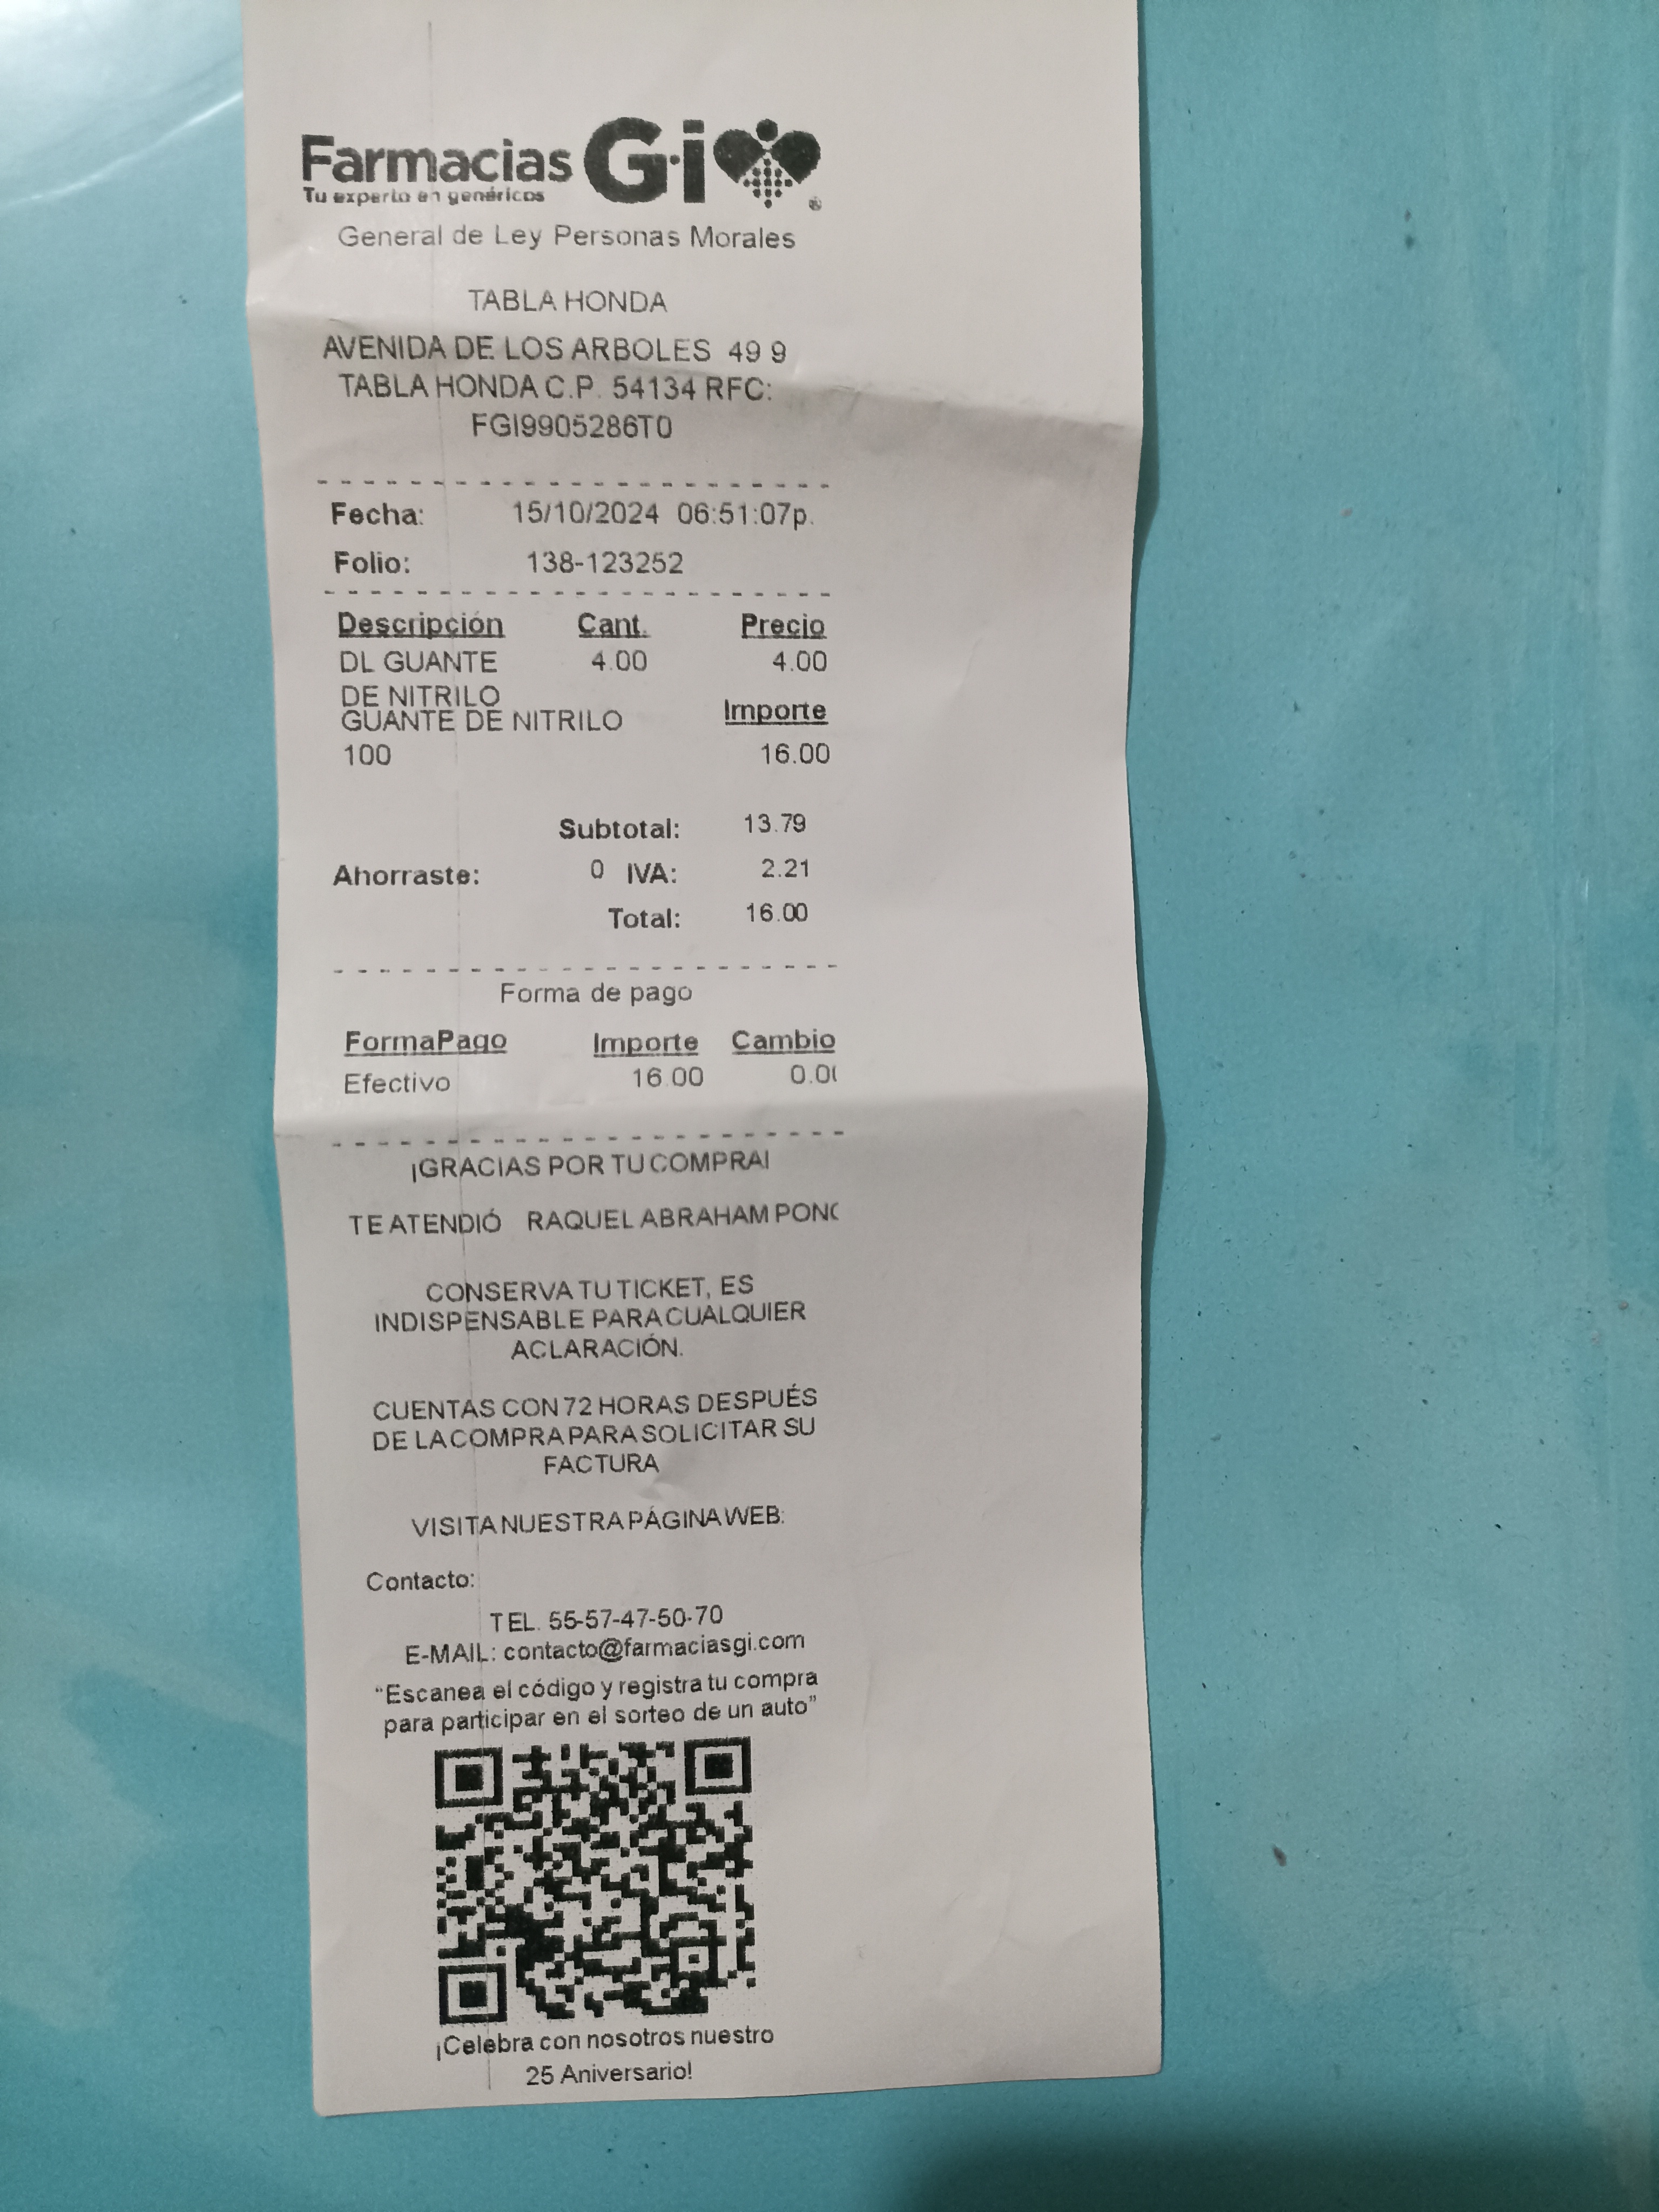 Farmacias G·i
Tu experto en genéricos
General de Ley Personas Morales
TABLA HONDA
AVENIDA DE LOS ARBOLES 49 9
TABLA HONDA C.P. 54134 RFC:
FGI9905286T0
Fecha: 15/10/2024 06:51:07p.
Folio: 138-123252
Descripción Cant. Precio
DL GUANTE 4.00 4.00
DE NITRILO
GUANTE DE NITRILO Importe
100 16.00
Subtotal: 13.79
Ahorraste: 0 IVA: 2.21
Total: 16.00
Forma de pago
FormaPago Importe Cambio
Efectivo 16.00 0.0
¡GRACIAS POR TU COMPRA!
TE ATENDIÓ RAQUEL ABRAHAM PONC
CONSERVA TU TICKET, ES
INDISPENSABLE PARA CUALQUIER
ACLARACIÓN.
CUENTAS CON 72 HORAS DESPUÉS
DE LA COMPRA PARA SOLICITAR SU
FACTURA
VISITA NUESTRA PÁGINA WEB:
Contacto:
TEL. 55-57-47-50-70
E-MAIL: contacto@farmaciasgi.com
“Escanea el código y registra tu compra
para participar en el sorteo de un auto”
¡Celebra con nosotros nuestro
25 Aniversario!